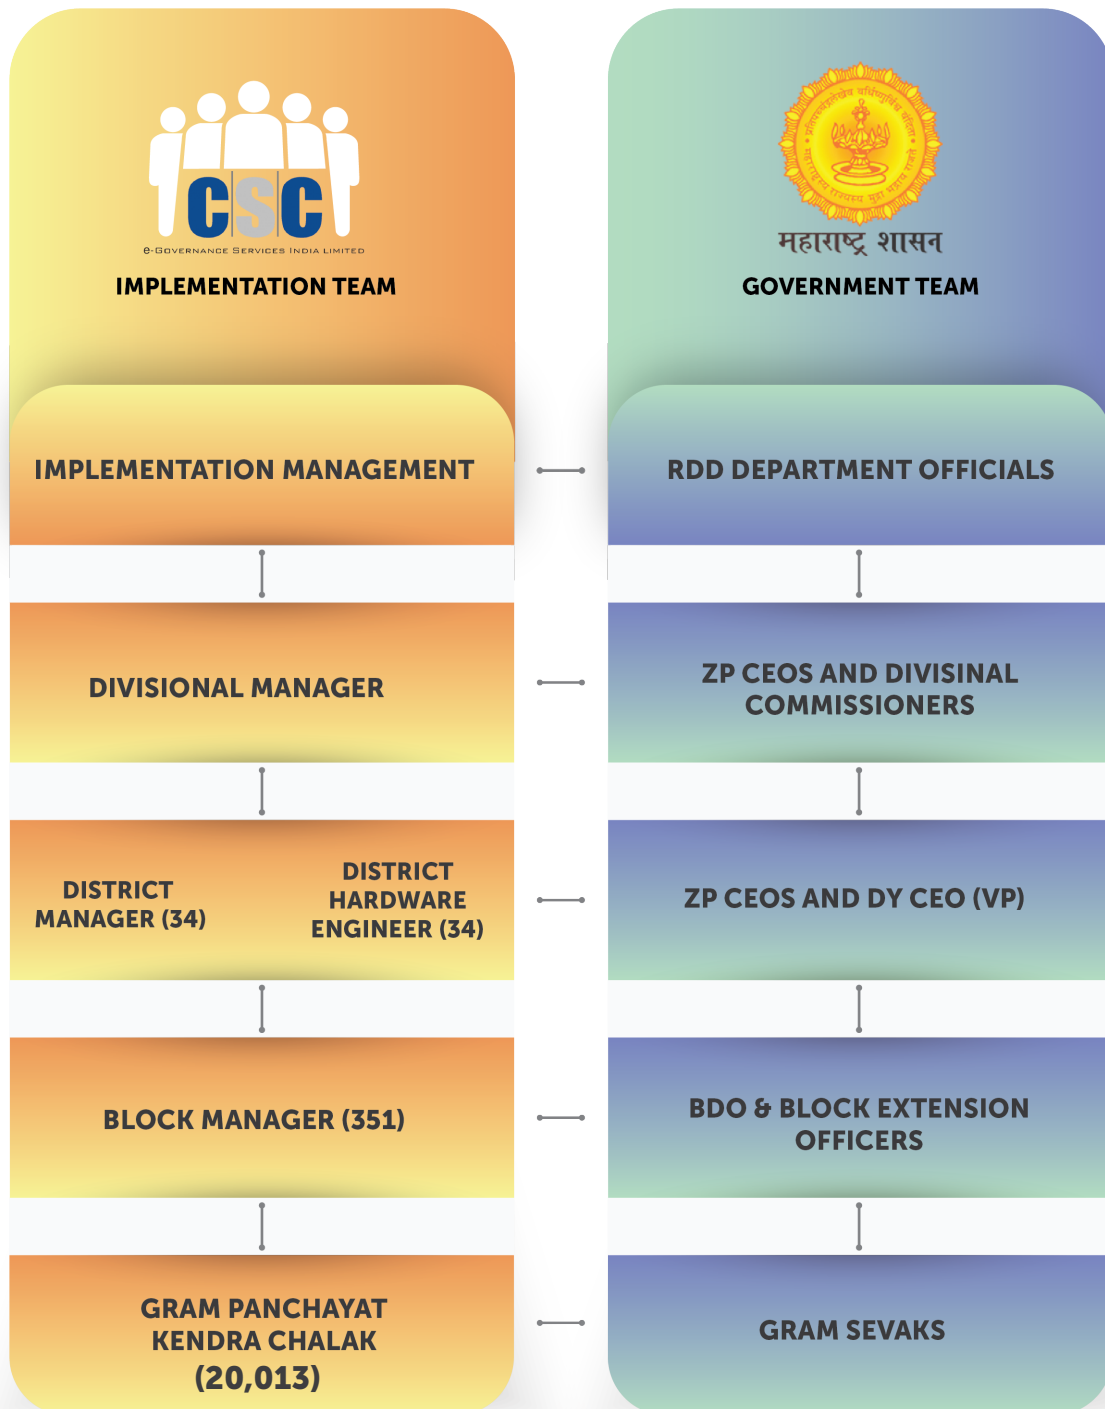 CSC
e-Governance Services India Limited
IMPLEMENTATION TEAM
IMPLEMENTATION MANAGEMENT
DIVISIONAL MANAGER
DISTRICT
MANAGER (34)
DISTRICT
HARDWARE
ENGINEER (34)
BLOCK MANAGER (351)
GRAM PANCHAYAT
KENDRA CHALAK
(20,013)
महाराष्ट्र शासन
GOVERNMENT TEAM
RDD DEPARTMENT OFFICIALS
ZP CEOS AND DIVISINAL
COMMISSIONERS
ZP CEOS AND DY CEO (VP)
BDO & BLOCK EXTENSION
OFFICERS
GRAM SEVAKS